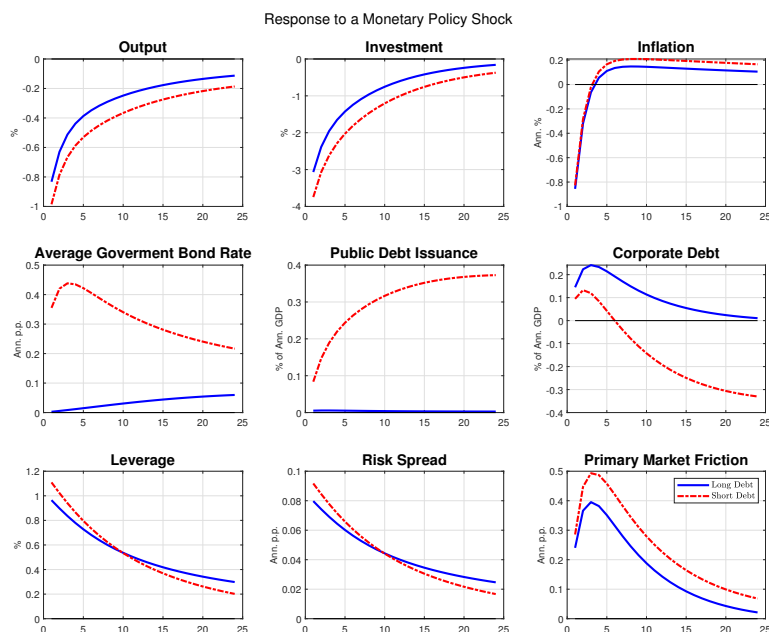 Response to a Monetary Policy Shock
Output
%
0
-0.2
-0.4
-0.6
-0.8
-1
0 5 10 15 20 25
Investment
%
0
-1
-2
-3
-4
0 5 10 15 20 25
Inflation
Ann. %
0.2
0
-0.2
-0.4
-0.6
-0.8
-1
0 5 10 15 20 25
Average Goverment Bond Rate
Ann. p.p.
0.5
0.4
0.3
0.2
0.1
0
0 5 10 15 20 25
Public Debt Issuance
% of Ann. GDP
0.4
0.3
0.2
0.1
0
0 5 10 15 20 25
Corporate Debt
% of Ann. GDP
0.2
0.1
0
-0.1
-0.2
-0.3
-0.4
0 5 10 15 20 25
Leverage
%
1.2
1
0.8
0.6
0.4
0.2
0
0 5 10 15 20 25
Risk Spread
Ann. p.p.
0.1
0.08
0.06
0.04
0.02
0
0 5 10 15 20 25
Primary Market Friction
Ann. p.p.
0.5
0.4
0.3
0.2
0.1
0
0 5 10 15 20 25
Long Debt
Short Debt